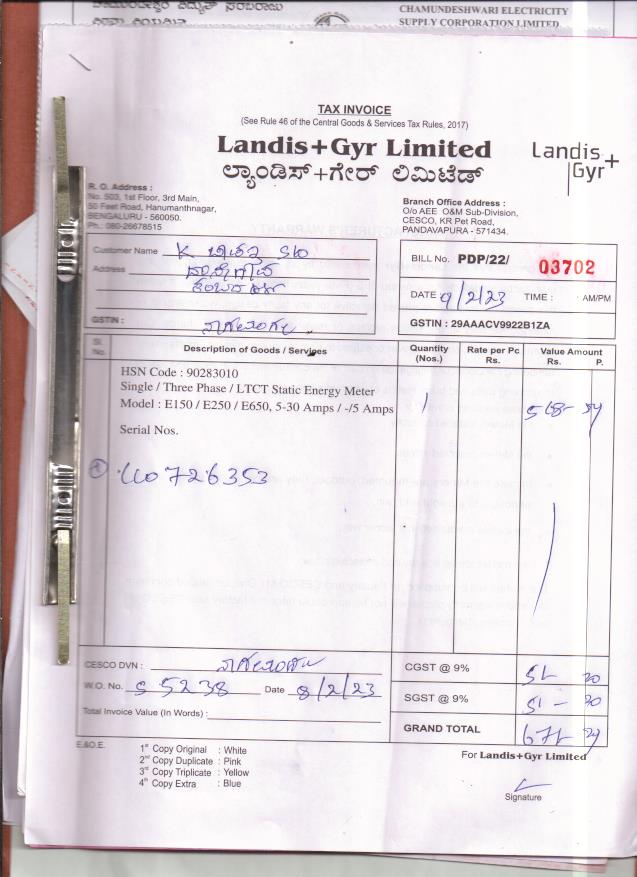 CHAMUNDESHWARI ELECTRICITY
SUPPLY CORPORATION LIMITED
TAX INVOICE
(See Rule 46 of the Central Goods & Services Tax Rules, 2017)
Landis+Gyr Limited
ಲ್ಯಾಂಡಿಸ್+ಗೇರ್ ಲಿಮಿಟೆಡ್
Landis+
Gyr
R. O. Address :
No. 503, 1st Floor, 3rd Main,
50 Feet Road, Hanumanthnagar,
BENGALURU - 560050.
Ph.: 080-26678515
Branch Office Address :
O/o AEE O&M Sub-Division,
CESCO, KR Pet Road,
PANDAVAPURA - 571434.
Customer Name K
Address
GSTIN :
BILL No. PDP/22/ 03702
DATE 9/2/23 TIME : AM/PM
GSTIN : 29AAACV9922B1ZA
Sl. No. Description of Goods / Services Quantity (Nos.) Rate per Pc Rs. Value Amount Rs. P.
HSN Code : 90283010
Single / Three Phase / LTCT Static Energy Meter
Model : E150 / E250 / E650, 5-30 Amps / -/5 Amps 1
Serial Nos.
CESCO DVN :
CGST @ 9% 51 20
W.O. No. S 5238 Date 8/2/23
SGST @ 9% 51 - 20
Total Invoice Value (In Words) :
GRAND TOTAL
E.&O.E.
1st Copy Original : White
2nd Copy Duplicate : Pink
3rd Copy Triplicate : Yellow
4th Copy Extra : Blue
For Landis+Gyr Limited
Signature